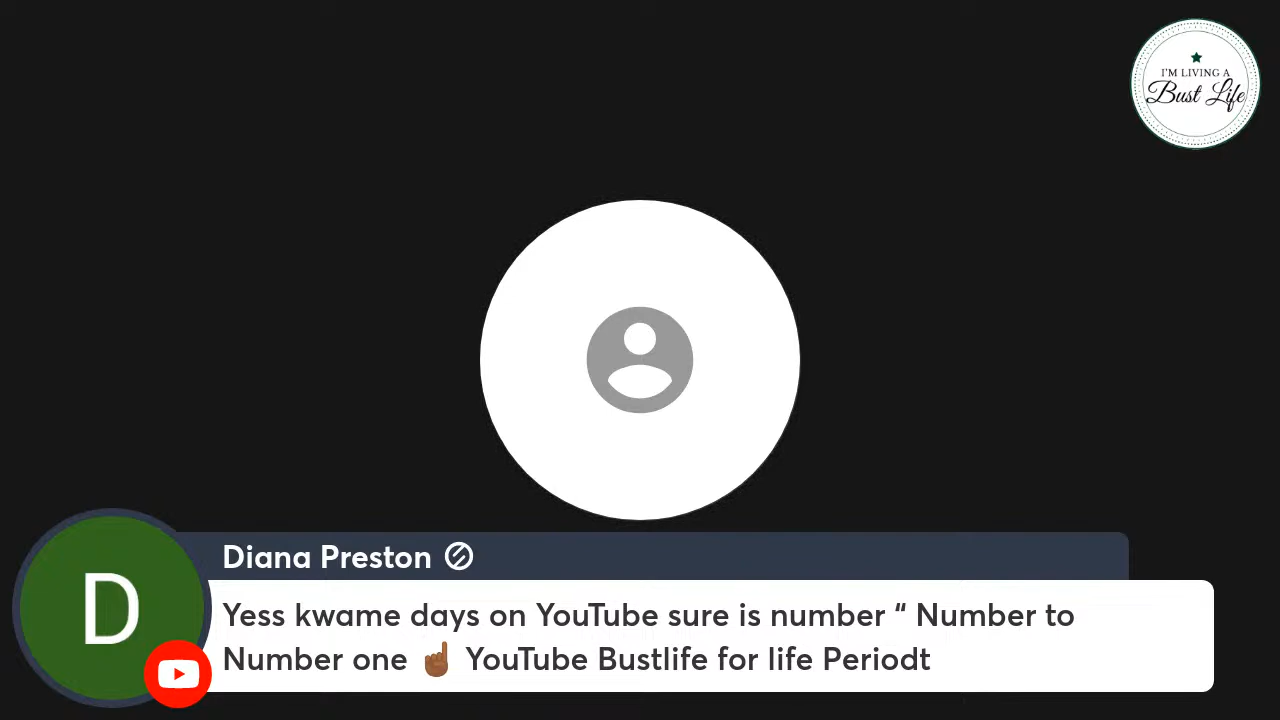 I'M LIVING A
Bust Life
Diana Preston
D
Yess kwame days on YouTube sure is number “ Number to
Number one ☝🏾 YouTube Bustlife for life Periodt